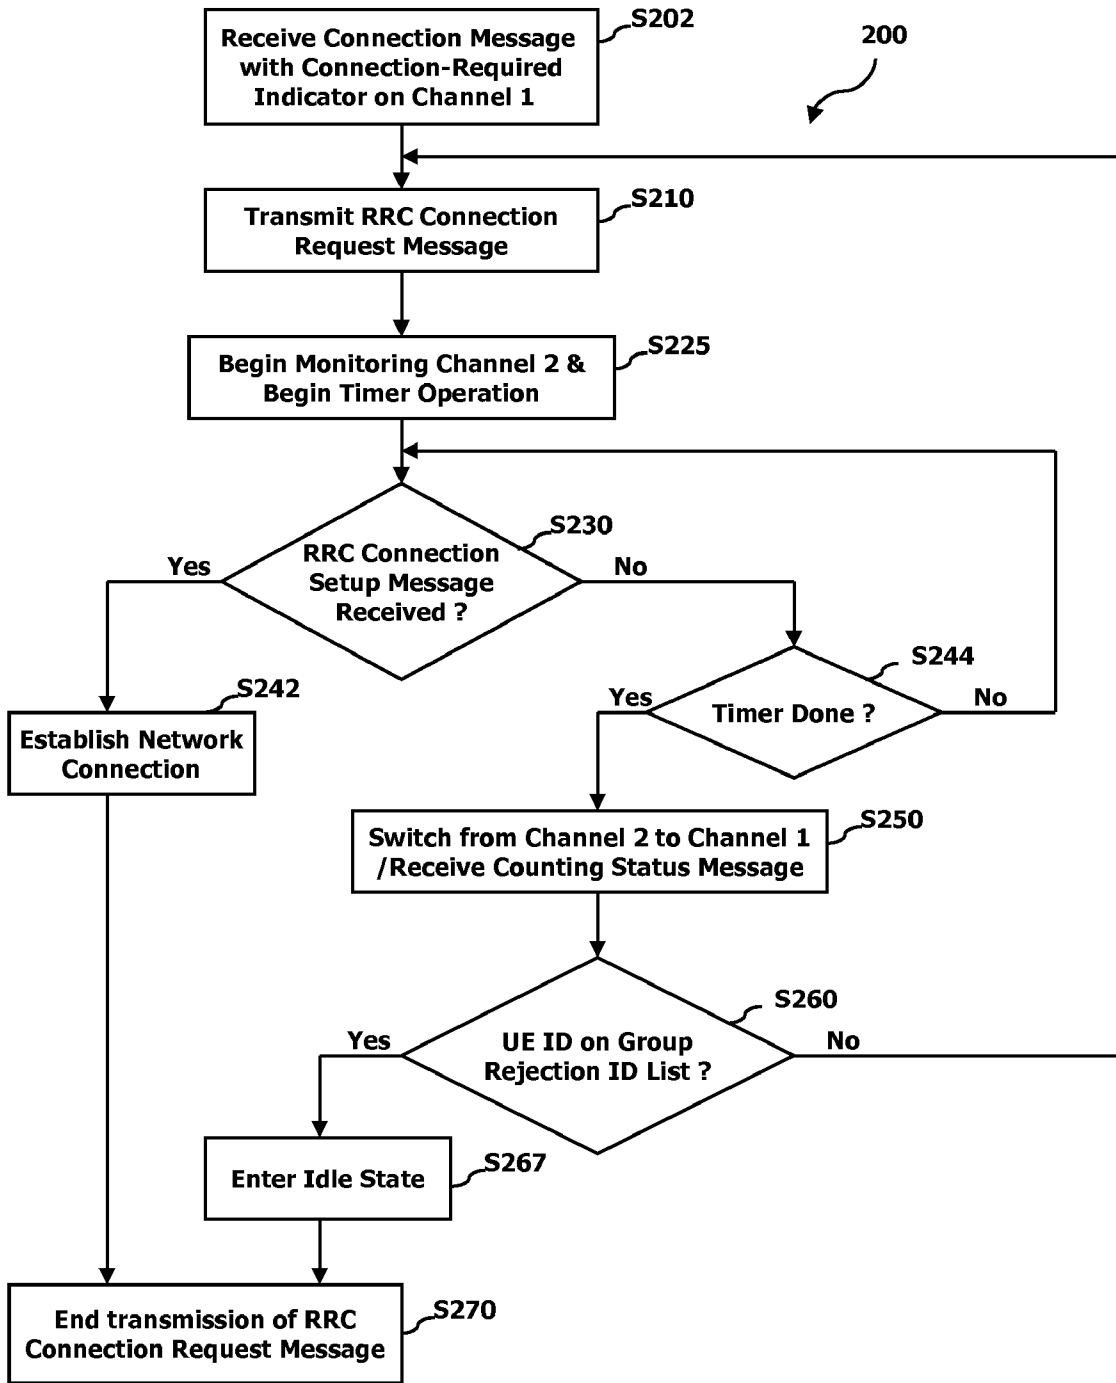 S202
Receive Connection Message
with Connection-Required
Indicator on Channel 1
200
S210
Transmit RRC Connection
Request Message
S225
Begin Monitoring Channel 2 &
Begin Timer Operation
S230
Yes
RRC Connection
Setup Message
Received ?
No
S244
S242
Yes
Timer Done ?
No
Establish Network
Connection
S250
Switch from Channel 2 to Channel 1
/Receive Counting Status Message
S260
Yes
UE ID on Group
Rejection ID List ?
No
S267
Enter Idle State
S270
End transmission of RRC
Connection Request Message